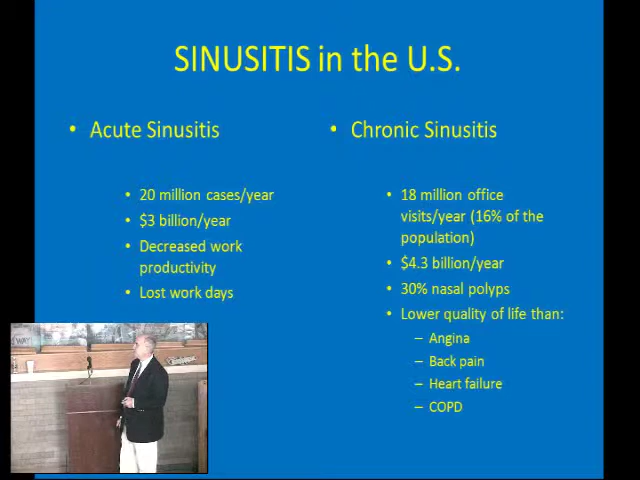 SINUSITIS in the U.S.
• Acute Sinusitis
• 20 million cases/year
• $3 billion/year
• Decreased work
productivity
• Lost work days
• Chronic Sinusitis
• 18 million office
visits/year (16% of the
population)
• $4.3 billion/year
• 30% nasal polyps
• Lower quality of life than:
– Angina
– Back pain
– Heart failure
– COPD
WAY